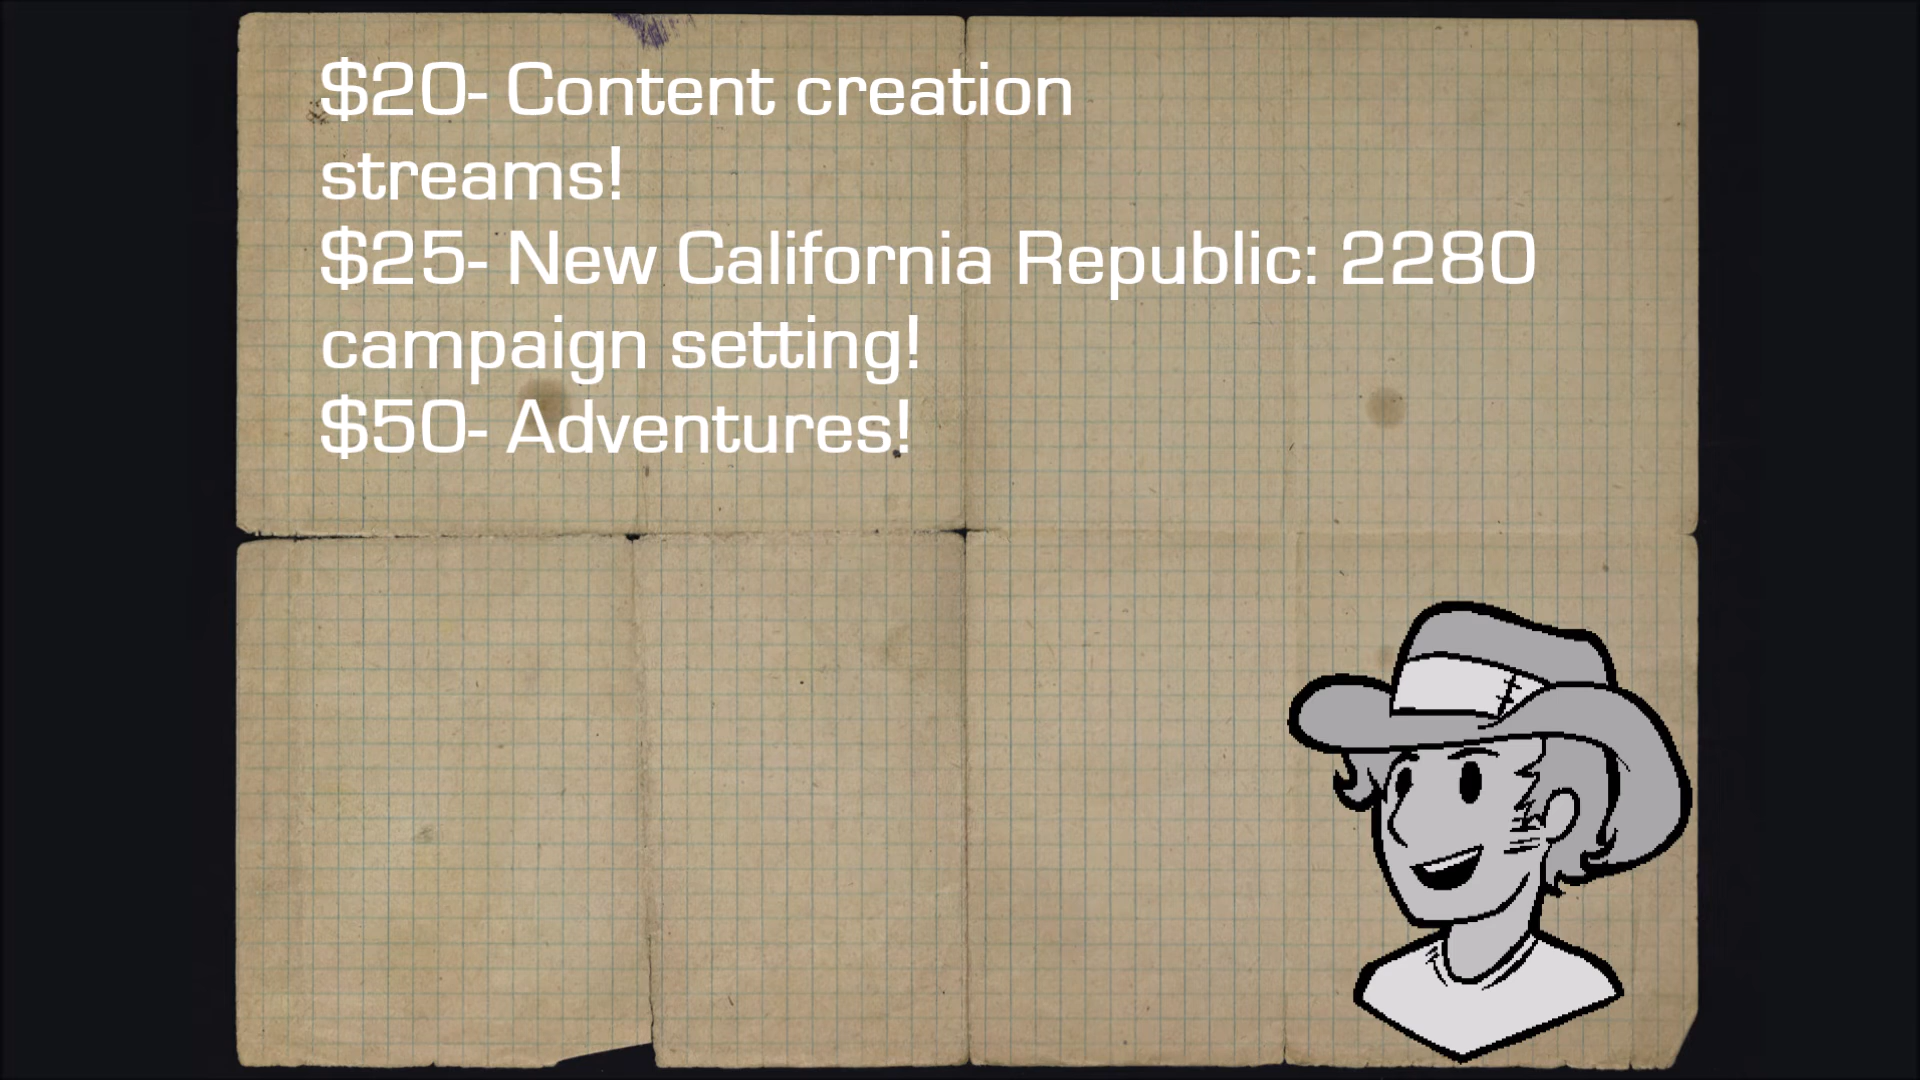 $20- Content creation
streams!
$25- New California Republic: 2280
campaign setting!
$50- Adventures!